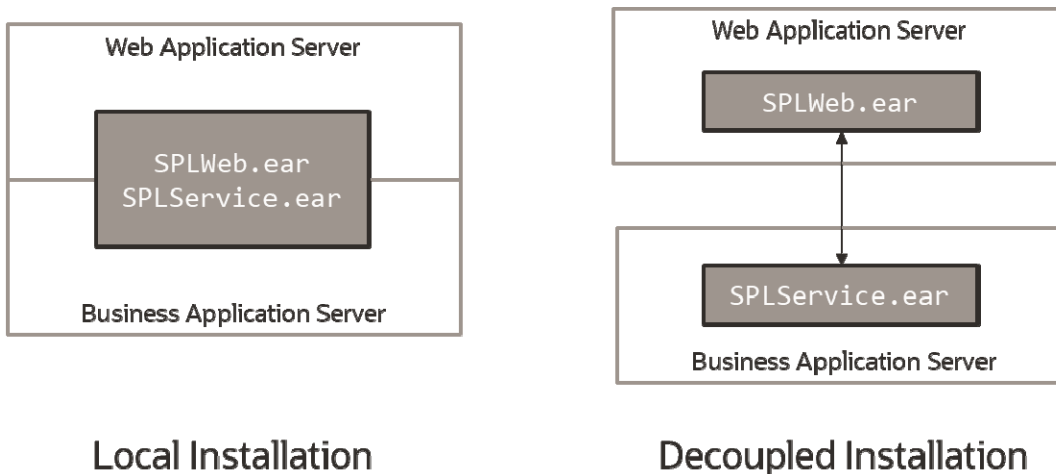 Web Application Server
SPLWeb.ear
SPLService.ear
Business Application Server
Local Installation
Web Application Server
SPLWeb.ear
SPLService.ear
Business Application Server
Decoupled Installation